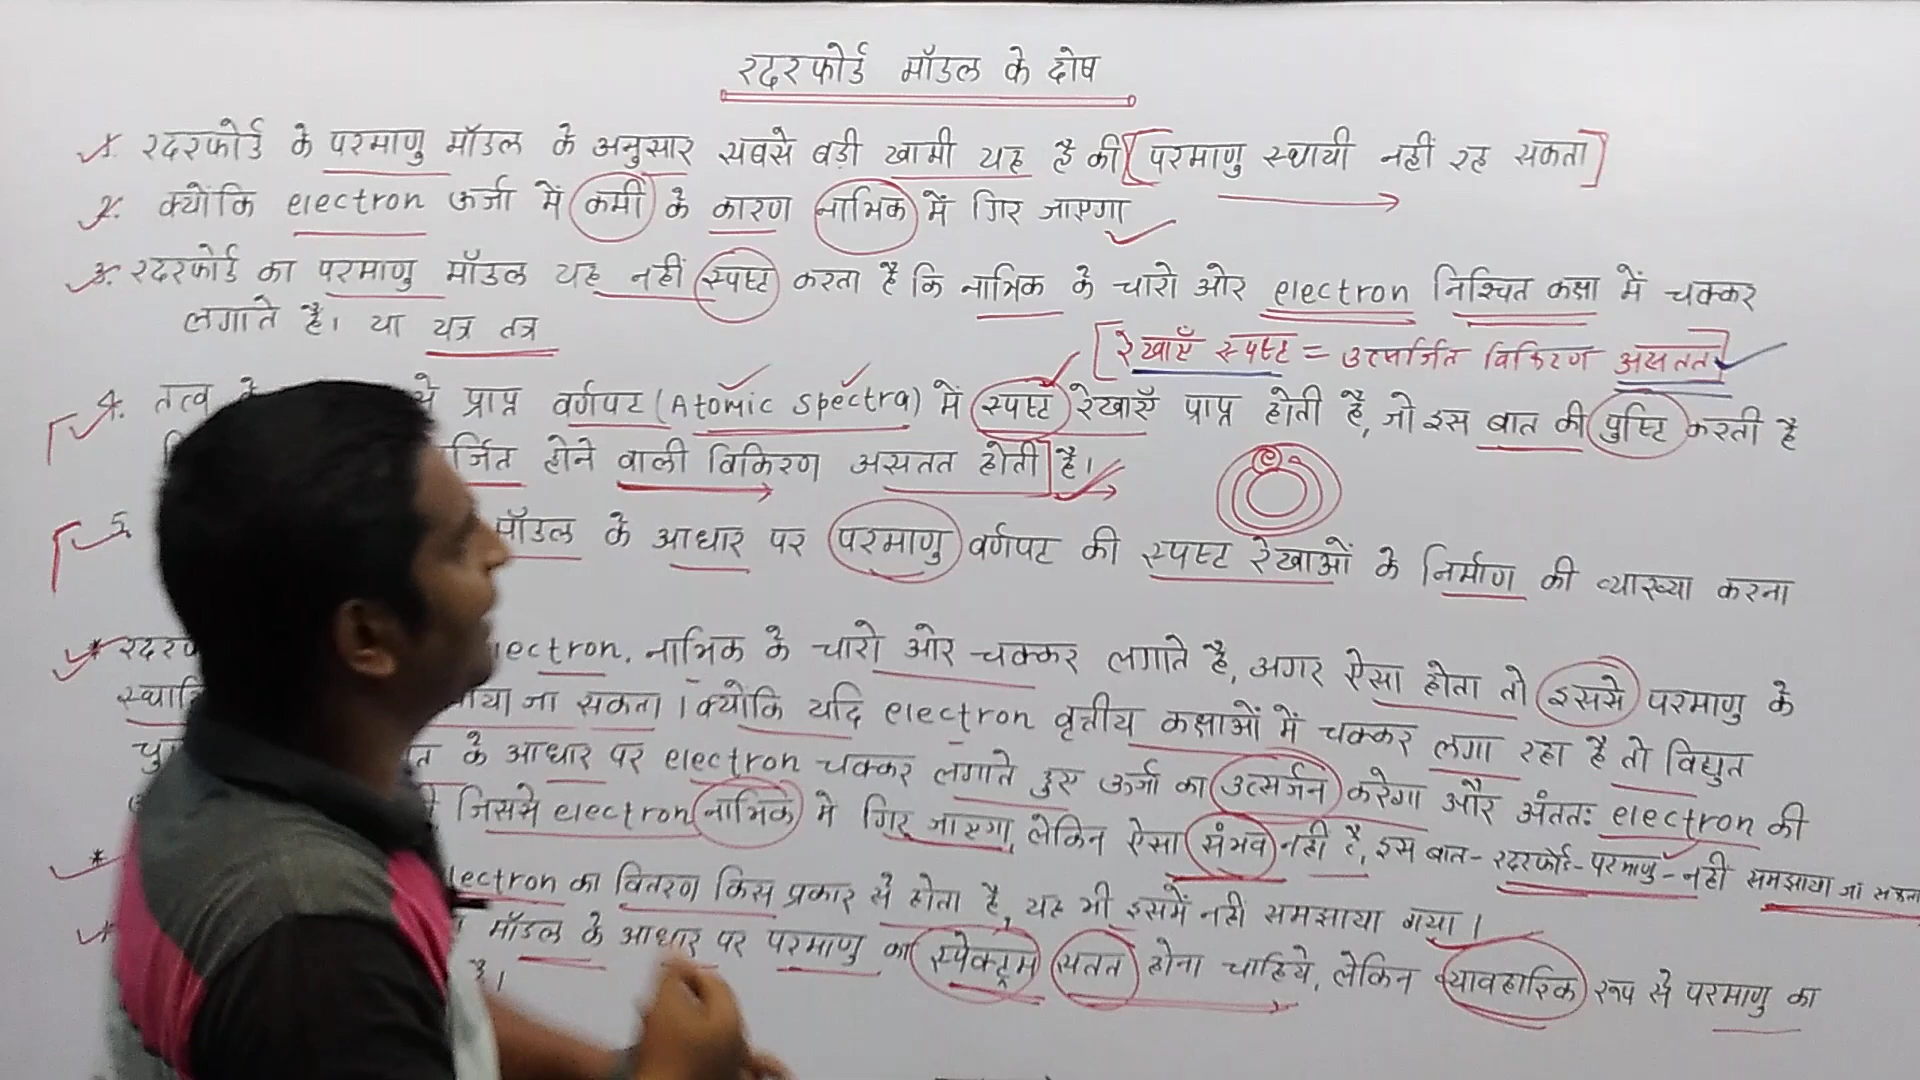 रदरफोर्ड मॉडल के दोष
1. रदरफोर्ड के परमाणु मॉडल के अनुसार सबसे बड़ी खामी यह है की [परमाणु स्थायी नहीं रह सकता]
2. क्योंकि electron ऊर्जा में कमी के कारण नाभिक में गिर जाएगा
3. रदरफोर्ड का परमाणु मॉडल यह नहीं स्पष्ट करता है कि नाभिक के चारो ओर electron निश्चित कक्षा में चक्कर
लगाते है। या यत्र तत्र
[रेखाएँ स्पष्ट = उत्सर्जित विकिरण असतत]
4. तत्व प्राप्त वर्णपट (Atomic spectra) में स्पष्ट रेखाएँ प्राप्त होती है, जो इस बात की पुष्टि करती है
र्जित होने वाली विकिरण असतत होती है।
5. मॉडल के आधार पर परमाणु वर्णपट की स्पष्ट रेखाओं के निर्माण की व्याख्या करना
* रदरफ ectron, नाभिक के चारो ओर चक्कर लगाते है, अगर ऐसा होता तो इससे परमाणु के
स्थायि या जा सकता। क्योकि यदि electron वृत्तीय कक्षाओं में चक्कर लगा रहा है तो विद्युत
चु त के आधार पर electron चक्कर लगाते हुए ऊर्जा का उत्सर्जन करेगा और अंततः electron की
जिससे electron नाभिक मे गिर जाएगा, लेकिन ऐसा संभव नही है, इस बात - रदरफोर्ड - परमाणु - नही समझाया जा सकता
* lectron का वितरण किस प्रकार से होता है, यह भी इसमें नही समझाया गया।
* मॉडल के आधार पर परमाणु का स्पेक्ट्रम सतत होना चाहिये, लेकिन व्यावहारिक रूप से परमाणु का
है।